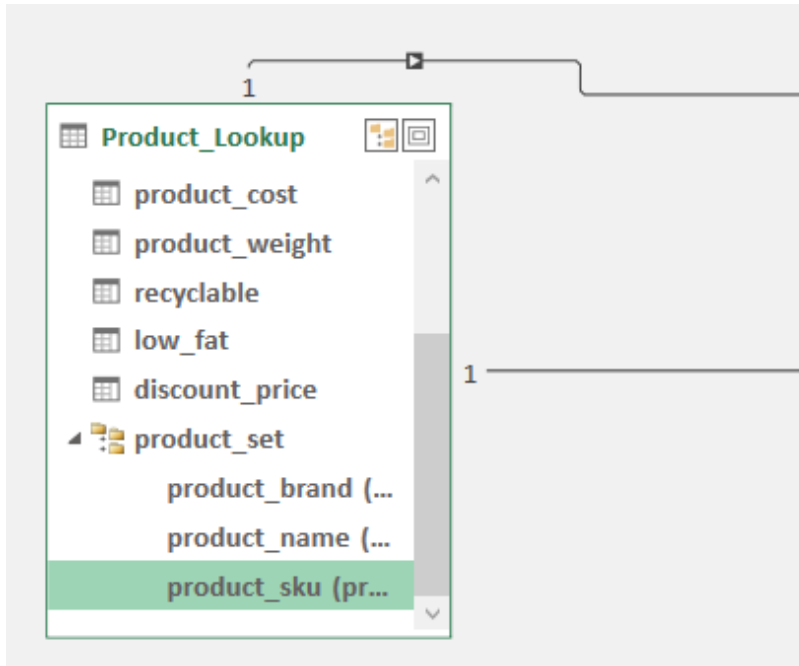 1
Product_Lookup
product_cost
product_weight
recyclable
low_fat
discount_price
1
product_set
product_brand (...
product_name (...
product_sku (pr...